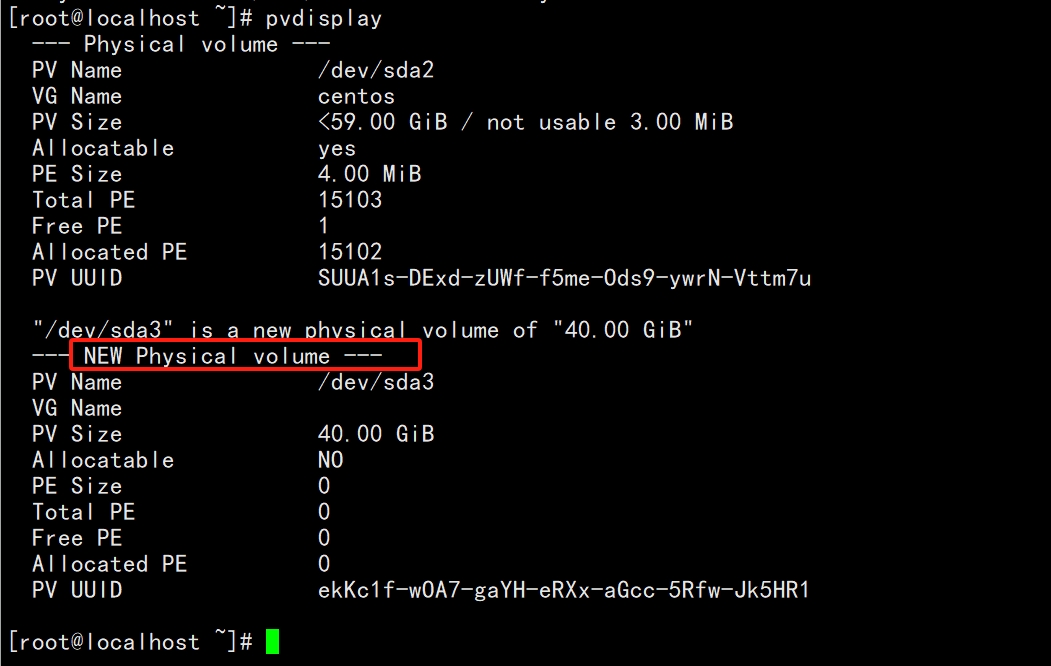 [root@localhost ~]# pvdisplay
--- Physical volume ---
PV Name /dev/sda2
VG Name centos
PV Size <59.00 GiB / not usable 3.00 MiB
Allocatable yes
PE Size 4.00 MiB
Total PE 15103
Free PE 1
Allocated PE 15102
PV UUID SUUA1s-DExd-zUWf-f5me-Ods9-ywrN-Vttm7u
"/dev/sda3" is a new physical volume of "40.00 GiB"
--- NEW Physical volume ---
PV Name /dev/sda3
VG Name
PV Size 40.00 GiB
Allocatable NO
PE Size 0
Total PE 0
Free PE 0
Allocated PE 0
PV UUID ekKc1f-wOA7-gaYH-eRXx-aGcc-5Rfw-Jk5HR1
[root@localhost ~]#